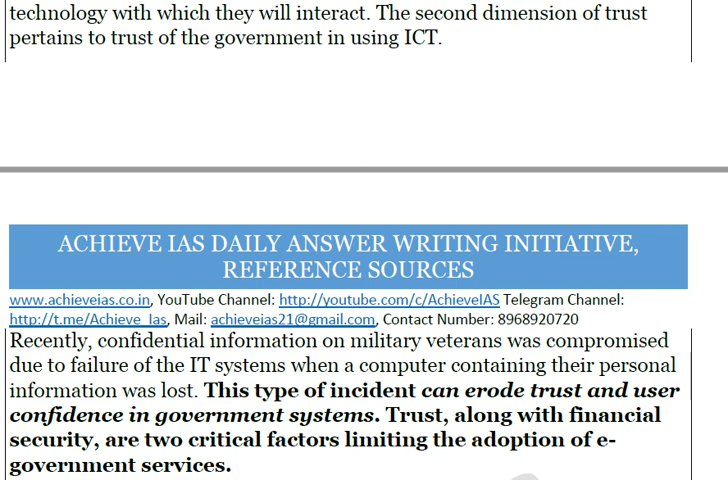 technology with which they will interact. The second dimension of trust
pertains to trust of the government in using ICT.
ACHIEVE IAS DAILY ANSWER WRITING INITIATIVE,
REFERENCE SOURCES
www.achieveias.co.in, YouTube Channel: http://youtube.com/c/AchieveIAS Telegram Channel:
http://t.me/Achieve_Ias, Mail: achieveias21@gmail.com, Contact Number: 8968920720
Recently, confidential information on military veterans was compromised
due to failure of the IT systems when a computer containing their personal
information was lost. This type of incident can erode trust and user
confidence in government systems. Trust, along with financial
security, are two critical factors limiting the adoption of e-
government services.